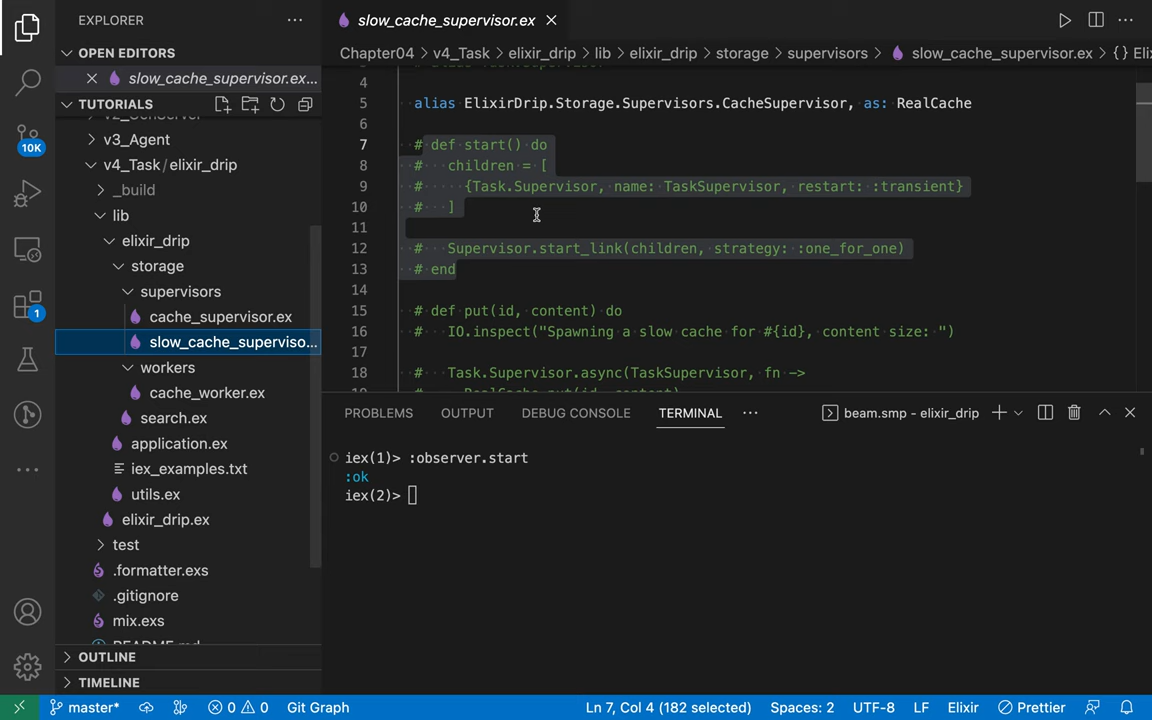 EXPLORER
OPEN EDITORS
slow_cache_supervisor.ex...
TUTORIALS
v3_Agent
v4_Task / elixir_drip
_build
lib
elixir_drip
storage
supervisors
cache_supervisor.ex
slow_cache_superviso...
workers
cache_worker.ex
search.ex
application.ex
iex_examples.txt
utils.ex
elixir_drip.ex
test
.formatter.exs
.gitignore
mix.exs
OUTLINE
TIMELINE
10K
1
slow_cache_supervisor.ex
Chapter04 > v4_Task > elixir_drip > lib > elixir_drip > storage > supervisors > slow_cache_supervisor.ex > {} Eli
4
5 alias ElixirDrip.Storage.Supervisors.CacheSupervisor, as: RealCache
6
7 # def start() do
8 #   children = [
9 #     {Task.Supervisor, name: TaskSupervisor, restart: :transient}
10 #   ]
11
12 #   Supervisor.start_link(children, strategy: :one_for_one)
13 # end
14
15 # def put(id, content) do
16 #   IO.inspect("Spawning a slow cache for #{id}, content size: ")
17
18 #   Task.Supervisor.async(TaskSupervisor, fn ->
PROBLEMS OUTPUT DEBUG CONSOLE TERMINAL ... beam.smp - elixir_drip
iex(1)> :observer.start
:ok
iex(2)>
master* 0 0 Git Graph Ln 7, Col 4 (182 selected) Spaces: 2 UTF-8 LF Elixir Prettier